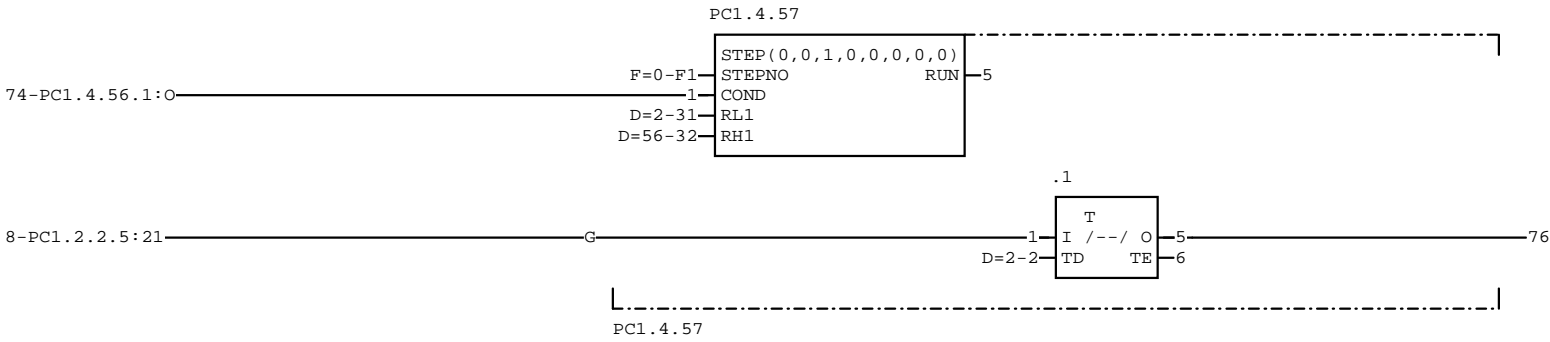 PC1.4.57
STEP(0,0,1,0,0,0,0,0)
F=0-F1 STEPNO RUN 5
74-PC1.4.56.1:O 1 COND
D=2-31 RL1
D=56-32 RH1
.1
T
8-PC1.2.2.5:21 G 1 I /--/ O 5 76
D=2-2 TD TE 6
PC1.4.57